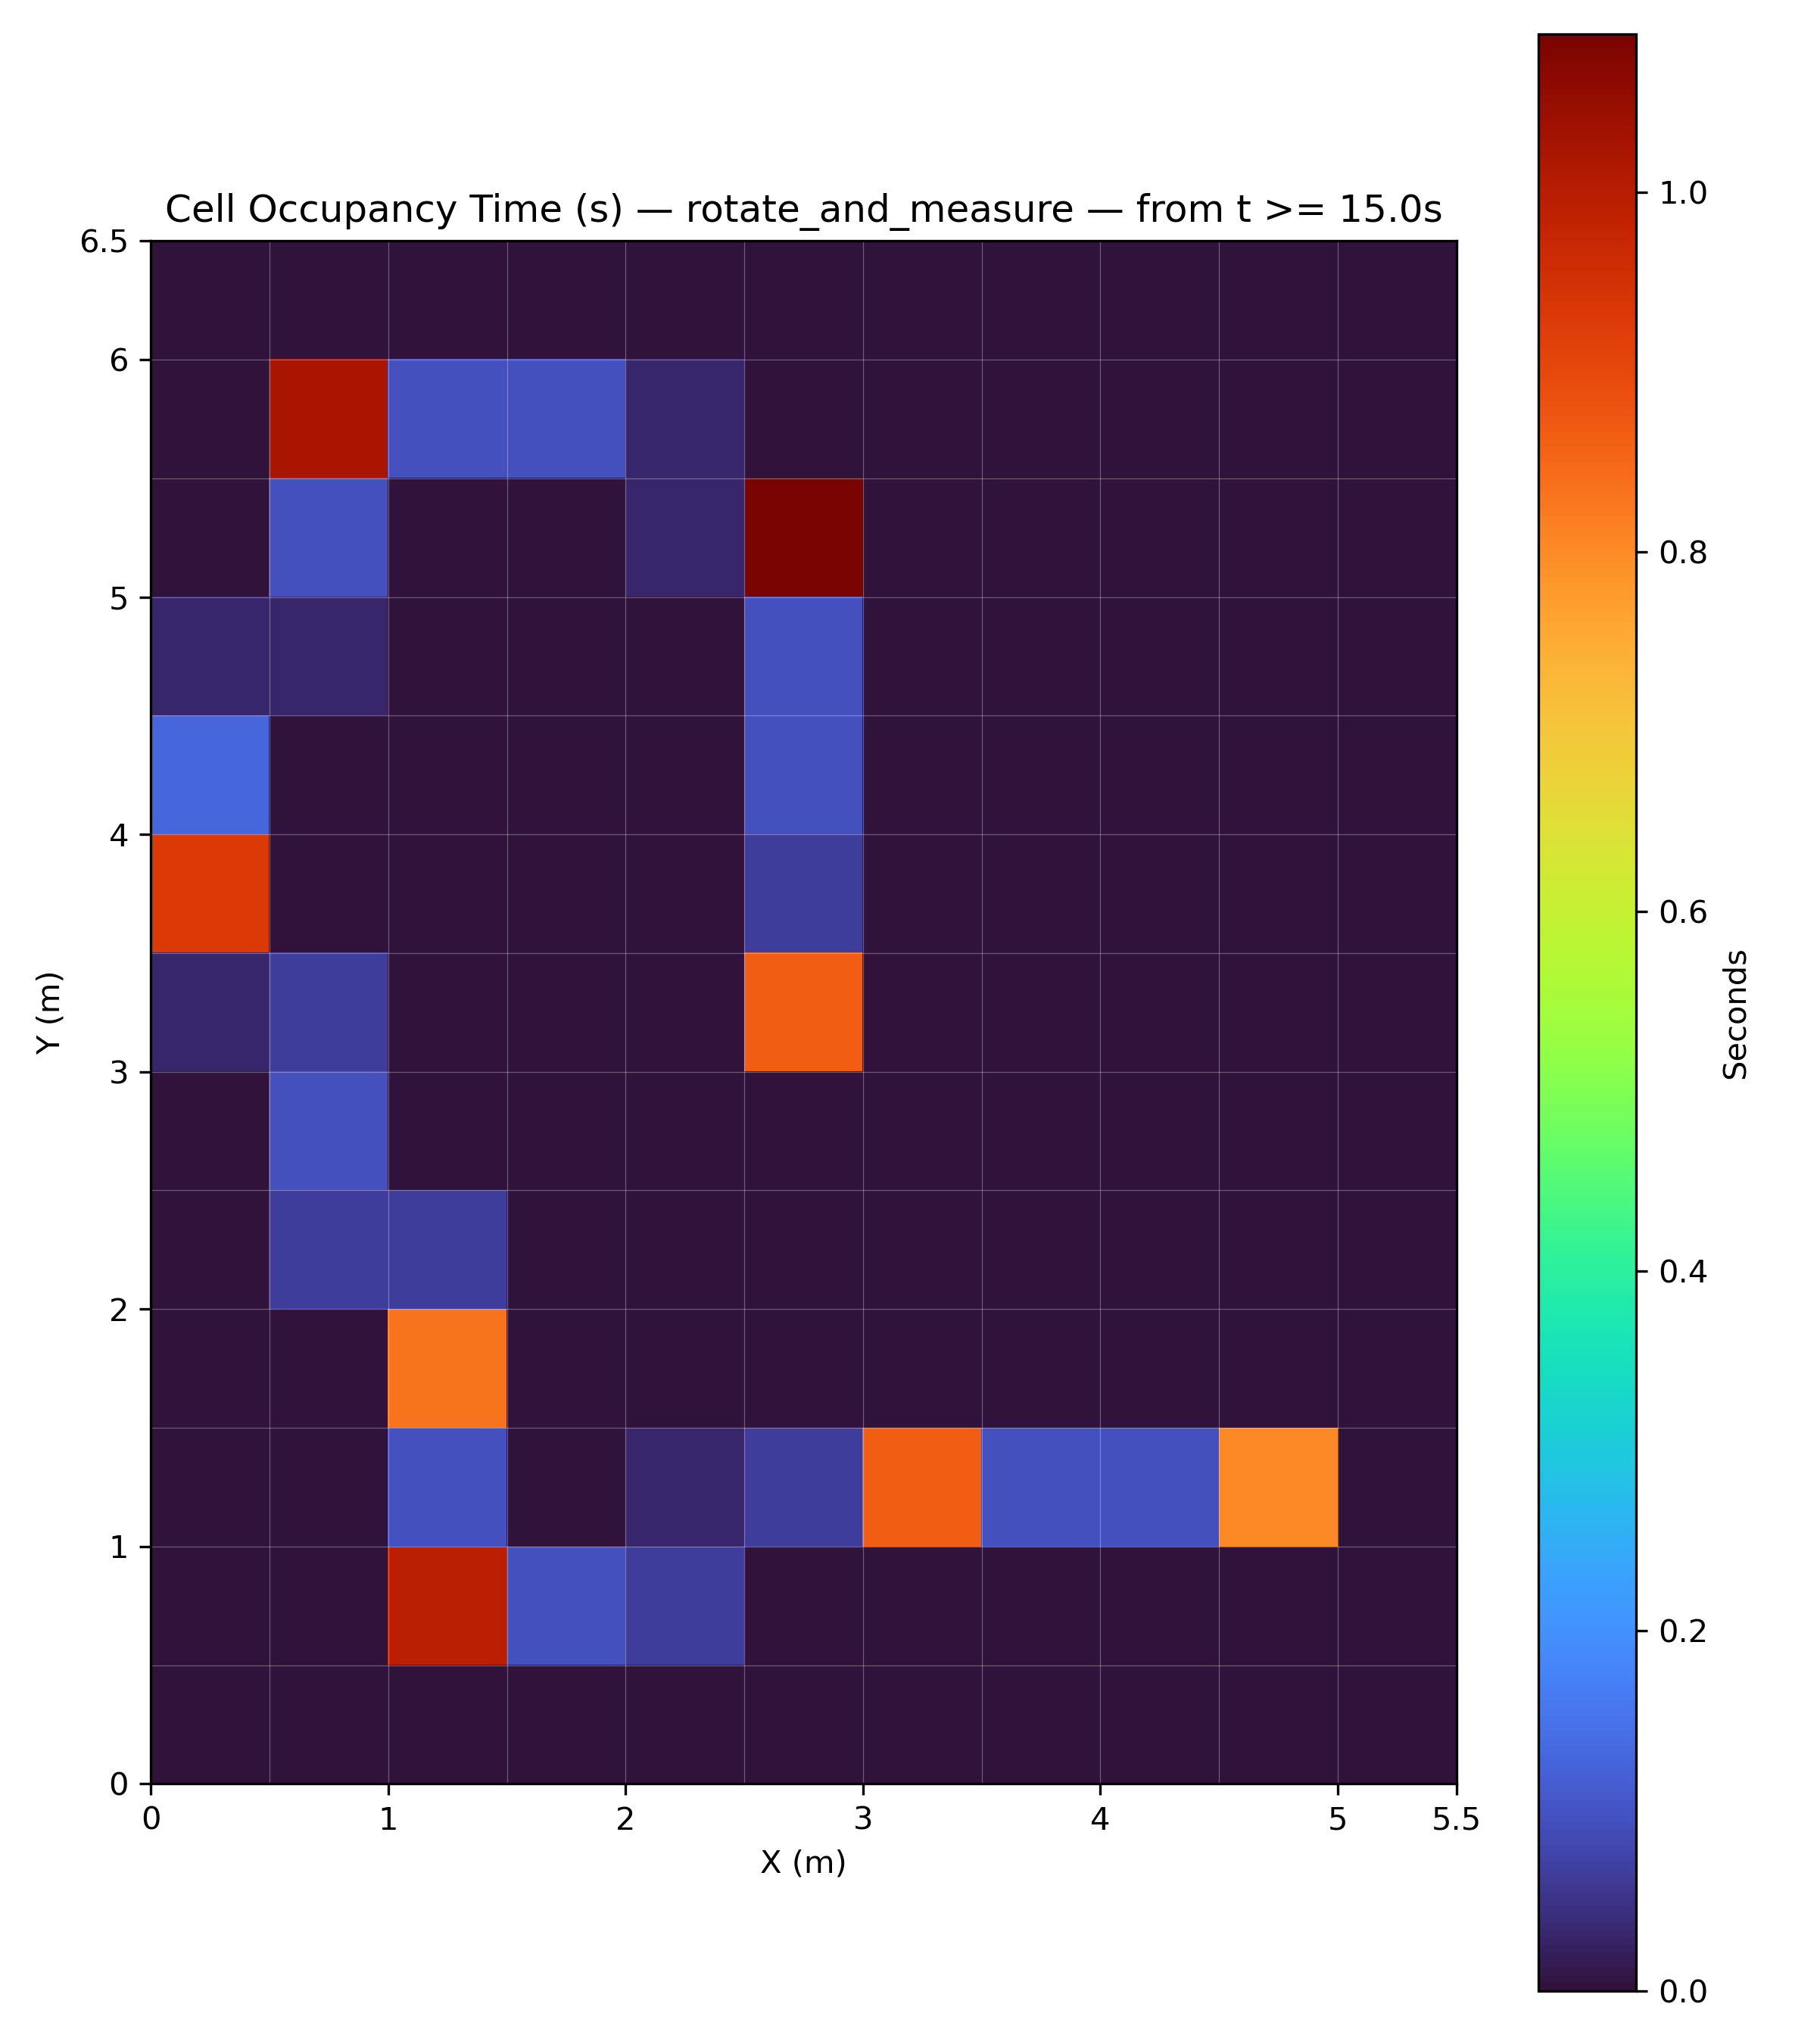 Cell Occupancy Time (s) — rotate_and_measure — from t >= 15.0s
6.5
6
5
4
3
2
1
0
Y (m)
0 1 2 3 4 5 5.5
X (m)
1.0
0.8
0.6
0.4
0.2
0.0
Seconds